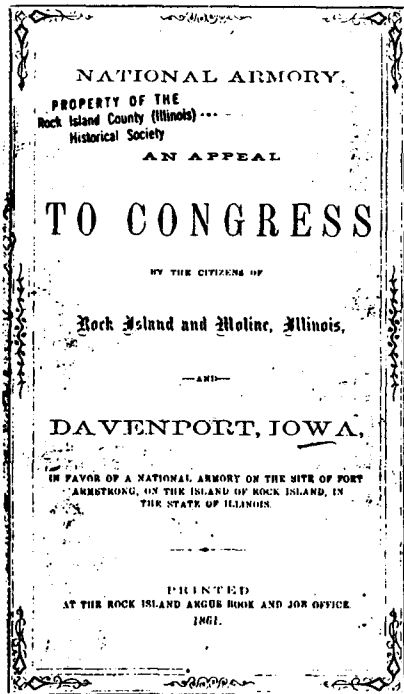 NATIONAL ARMORY.
PROPERTY OF THE
Rock Island County (Illinois)
Historical Society
AN APPEAL
TO CONGRESS
BY THE CITIZENS OF
Rock Island and Moline, Illinois,
—AND—
DAVENPORT, IOWA,
IN FAVOR OF A NATIONAL ARMORY ON THE SITE OF FORT
ARMSTRONG, ON THE ISLAND OF ROCK ISLAND, IN
THE STATE OF ILLINOIS.
PRINTED
AT THE ROCK ISLAND ARGUS BOOK AND JOB OFFICE.
1861.